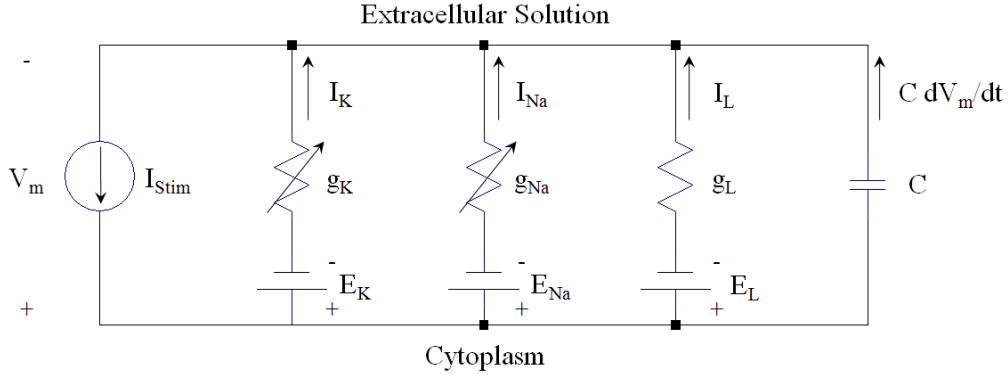 Extracellular Solution
-
I_K I_Na I_L C dV_m/dt
V_m I_Stim g_K g_Na g_L C
- - -
+ E_K + E_Na + E_L +
Cytoplasm